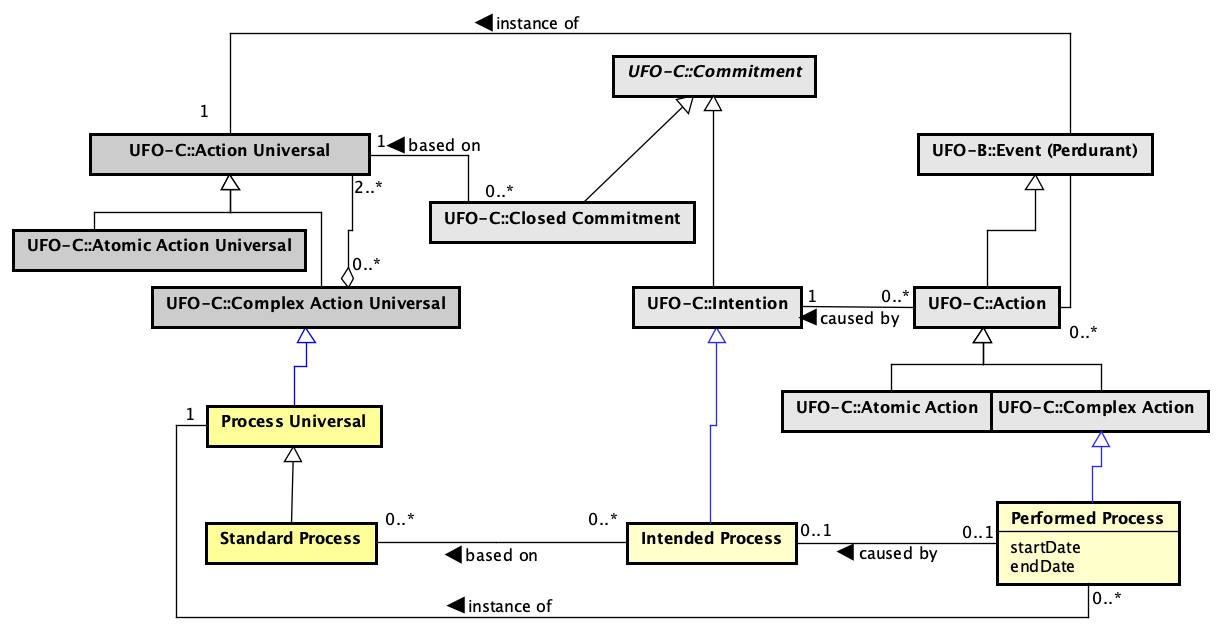 instance of
UFO-C::Commitment
1
UFO-C::Action Universal
1
based on
UFO-B::Event (Perdurant)
2..*
0..*
UFO-C::Closed Commitment
UFO-C::Atomic Action Universal
0..*
UFO-C::Complex Action Universal
UFO-C::Intention
1
0..*
caused by
UFO-C::Action
0..*
UFO-C::Atomic Action
UFO-C::Complex Action
1
Process Universal
Standard Process
0..*
based on
0..*
Intended Process
0..1
caused by
0..1
Performed Process
startDate
endDate
0..*
instance of